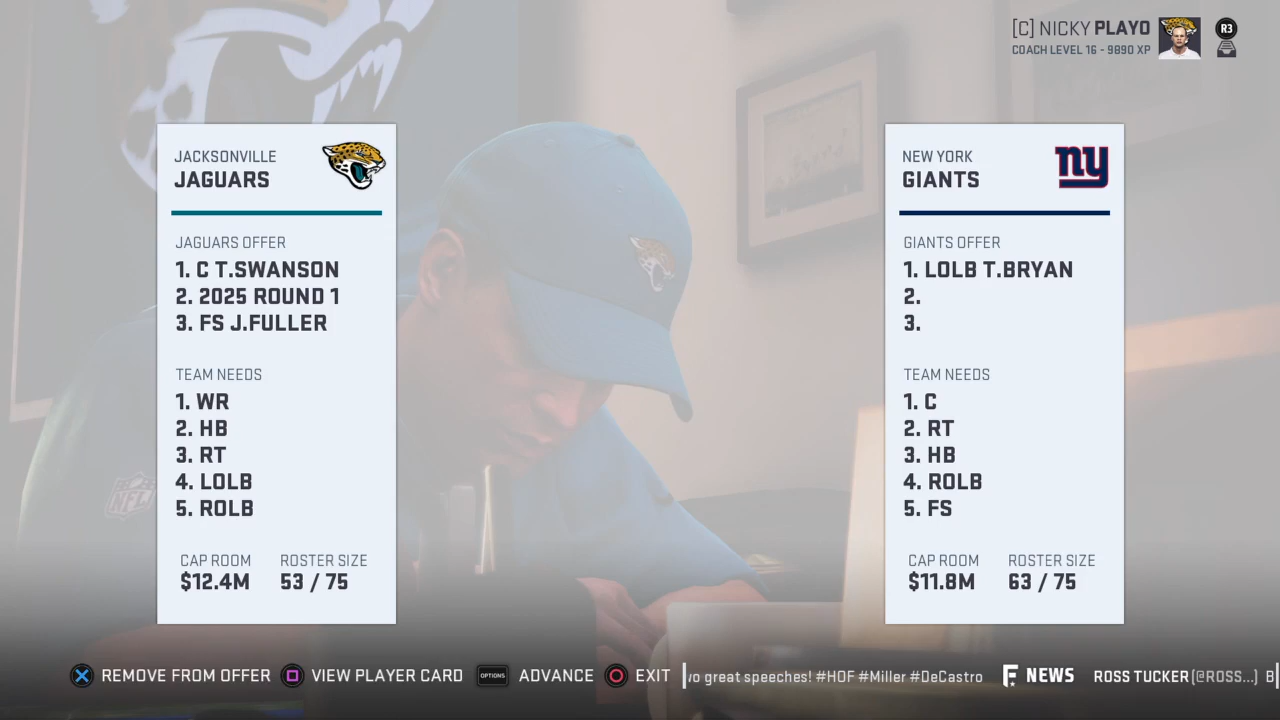 [C] NICKY PLAYO
COACH LEVEL 16 - 9890 XP
R3
JACKSONVILLE
JAGUARS
JAGUARS OFFER
1. C T.SWANSON
2. 2025 ROUND 1
3. FS J.FULLER
TEAM NEEDS
1. WR
2. HB
3. RT
4. LOLB
5. ROLB
CAP ROOM
$12.4M
ROSTER SIZE
53 / 75
NEW YORK
GIANTS
ny
GIANTS OFFER
1. LOLB T.BRYAN
2.
3.
TEAM NEEDS
1. C
2. RT
3. HB
4. ROLB
5. FS
CAP ROOM
$11.8M
ROSTER SIZE
63 / 75
NFL
REMOVE FROM OFFER
VIEW PLAYER CARD
OPTIONS
ADVANCE
EXIT
great speeches! #HOF #Miller #DeCastro
NEWS
ROSS TUCKER (@ROSS...) B